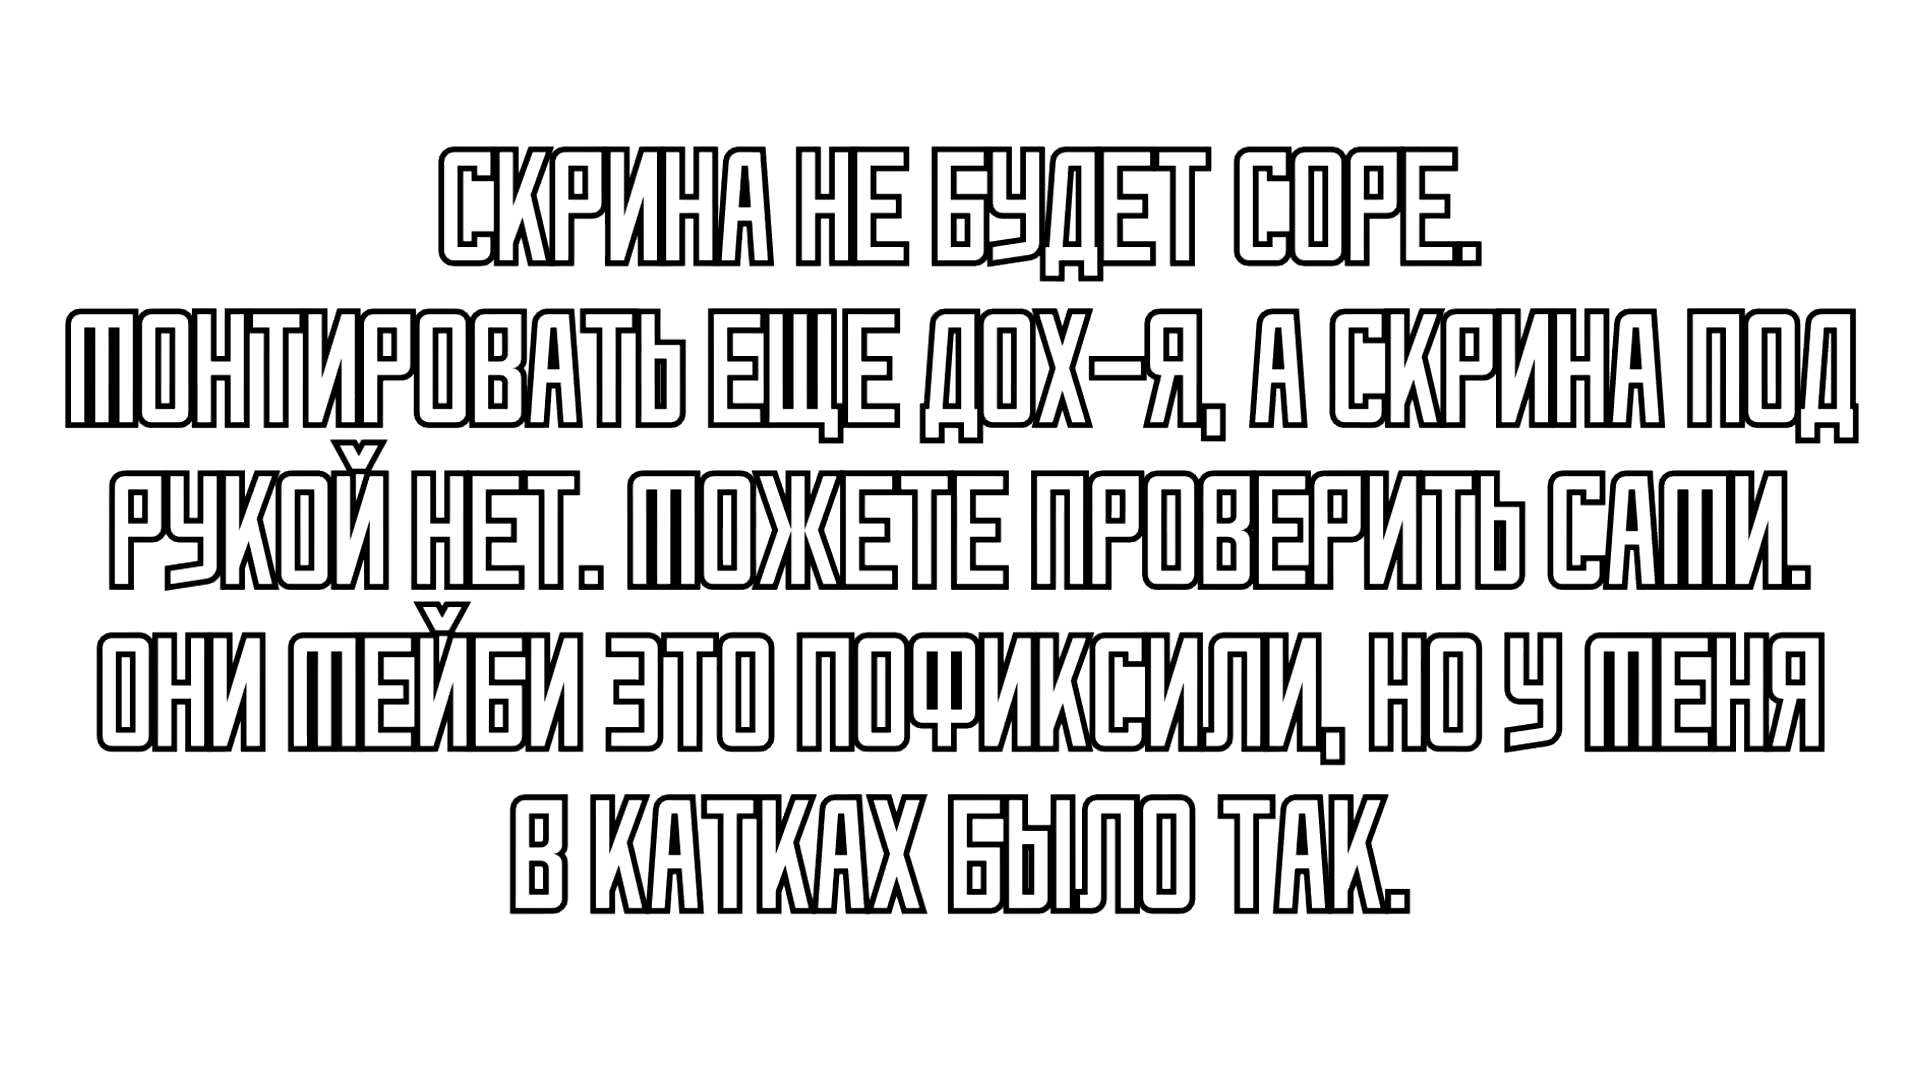 СКРИНА НЕ БУДЕТ СОРЕ.
МОНТИРОВАТЬ ЕЩЕ ДОХ-Я, А СКРИНА ПОД
РУКОЙ НЕТ. МОЖЕТЕ ПРОВЕРИТЬ САМИ.
ОНИ МЕЙБИ ЭТО ПОФИКСИЛИ, НО У МЕНЯ
В КАТКАХ БЫЛО ТАК.